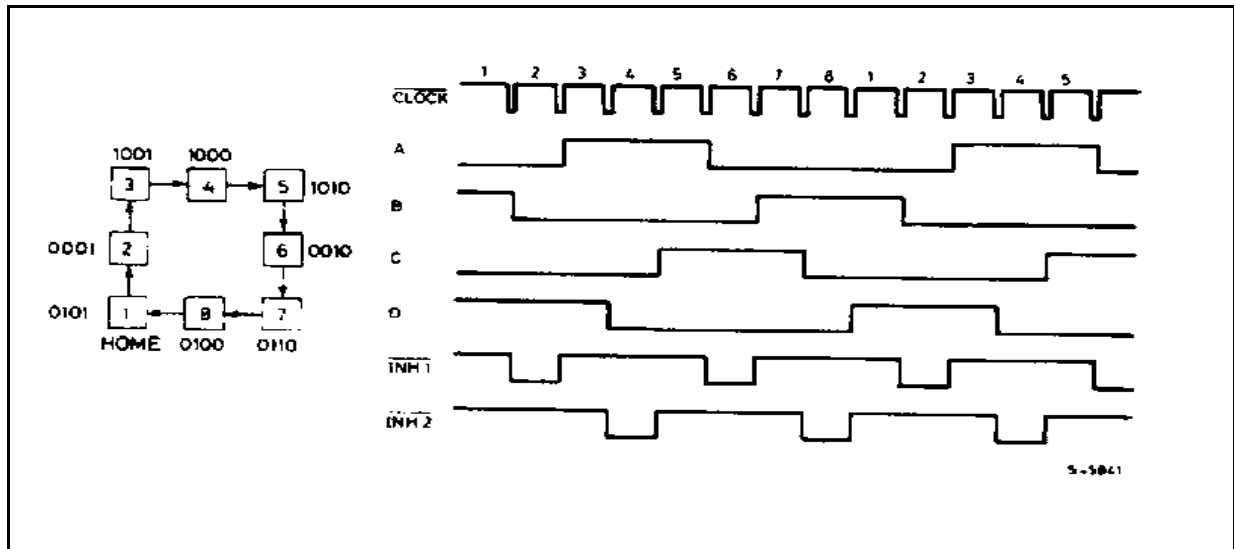 1001 1000
3 4 5 1010
0001 2 6 0010
0101 1 8 7
HOME 0100 0110
1 2 3 4 5 6 7 8 1 2 3 4 5
CLOCK
A
B
C
D
INH 1
INH 2
S-5841